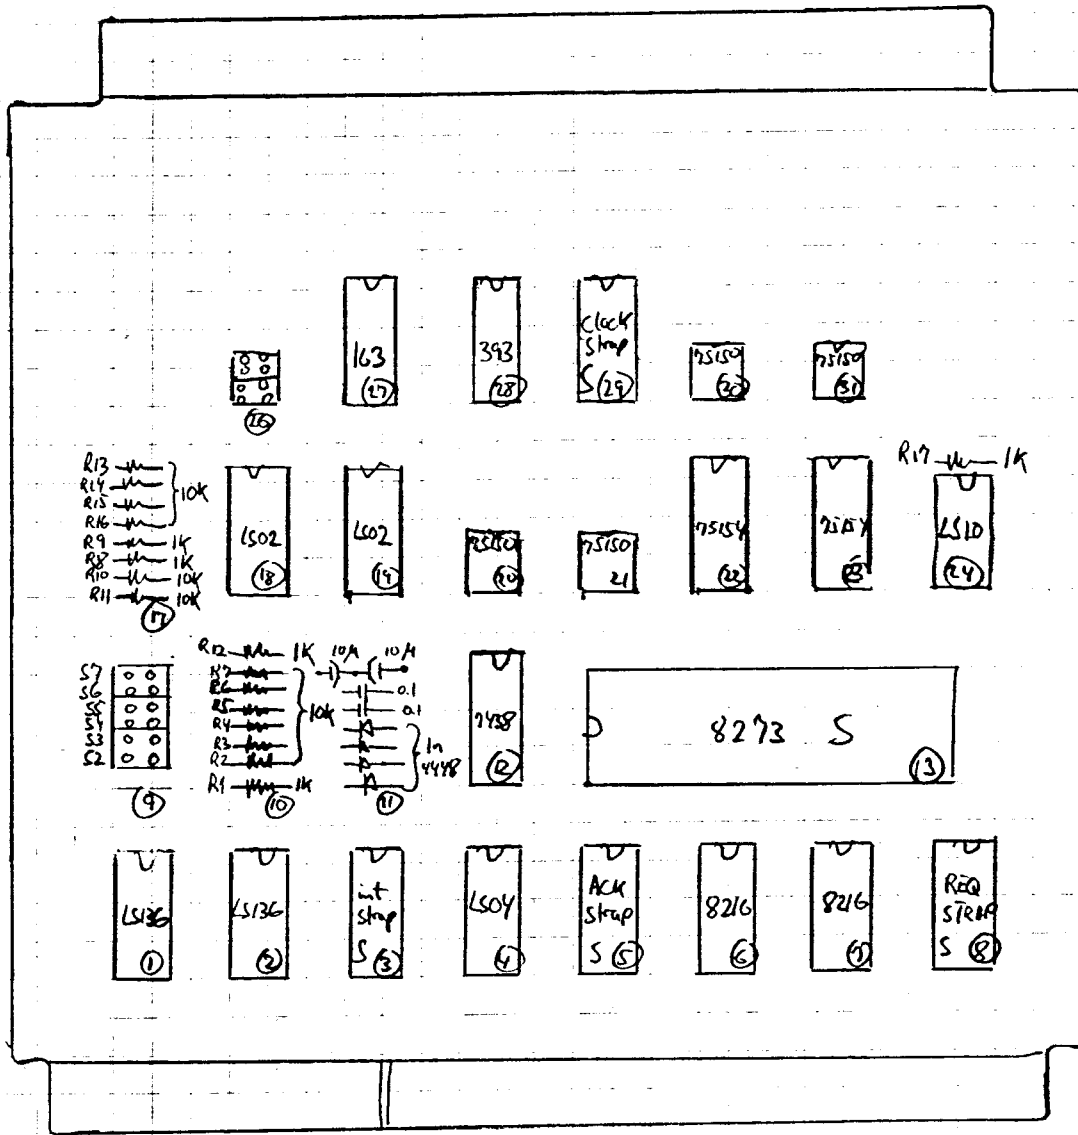 163
27
393
28
Clock
Strap
S 29
75150
30
75150
31
26
R13
R14
R15
R16
10K
R9 1K
R8 1K
R10 10K
R11 10K
17
LS02
18
LS02
19
75150
20
75150
21
75154
22
75154
23
R17 1K
LS10
24
S7
S6
S5
S4
S3
S2
9
R12 1K
R7
R6
R5
R4
R3
R2
10K
R1 1K
10
10µ 10µ
0.1
0.1
1n
4448
11
7438
12
8273 S
13
LS136
1
LS136
2
int
strap
S 3
LS04
4
ACK
Strap
S 5
8216
6
8216
7
REQ
STRAP
S 8